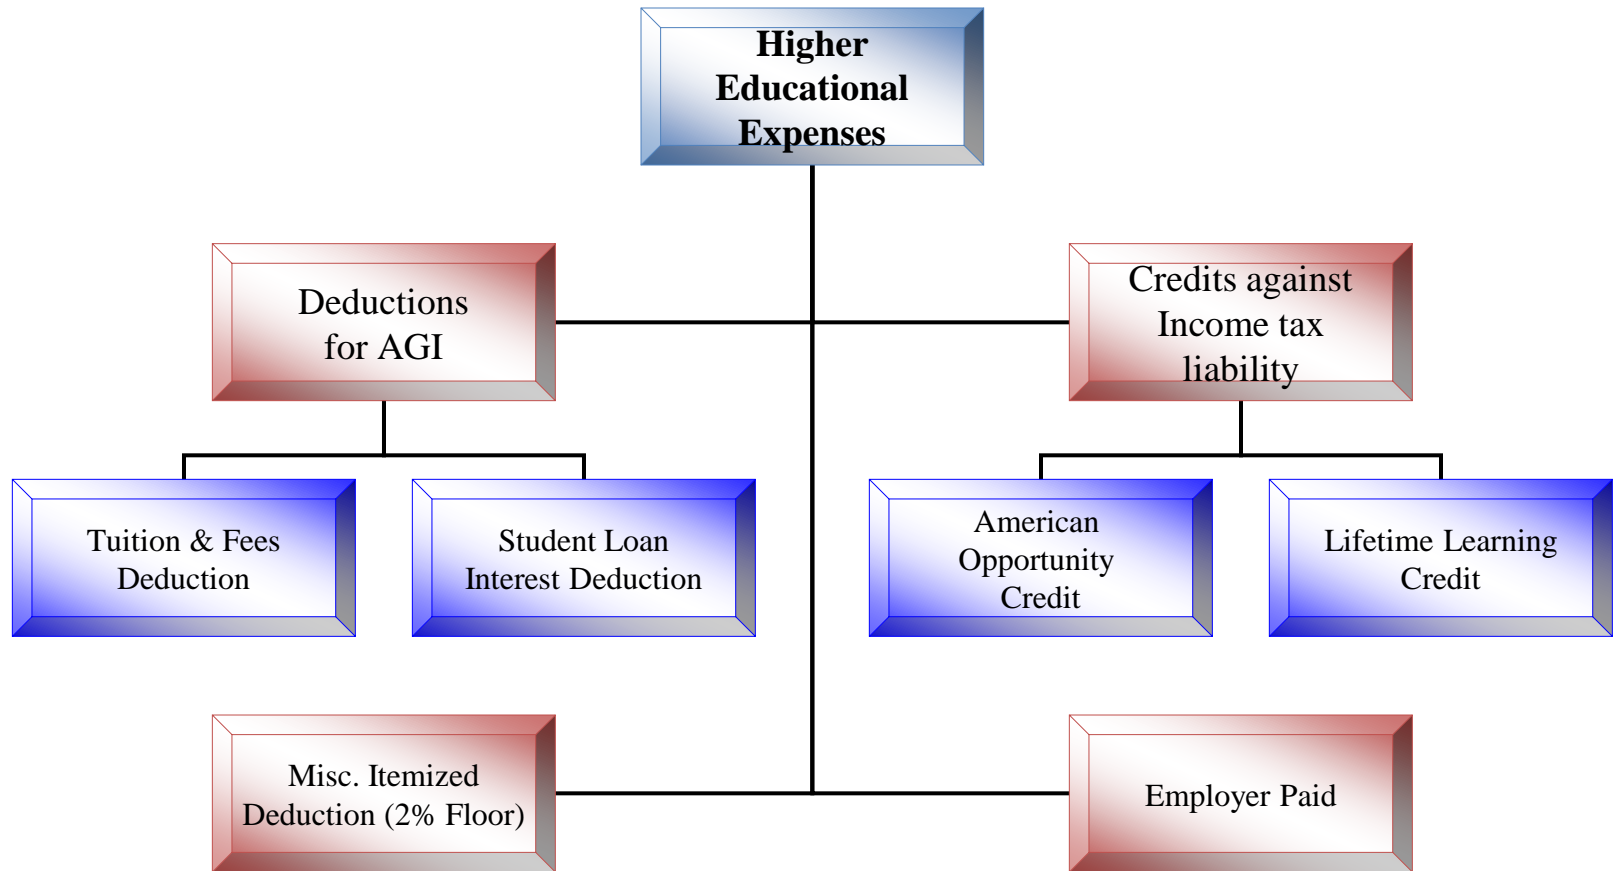 Higher
Educational
Expenses
Deductions
for AGI
Credits against
Income tax
liability
Tuition & Fees
Deduction
Student Loan
Interest Deduction
American
Opportunity
Credit
Lifetime Learning
Credit
Misc. Itemized
Deduction (2% Floor)
Employer Paid